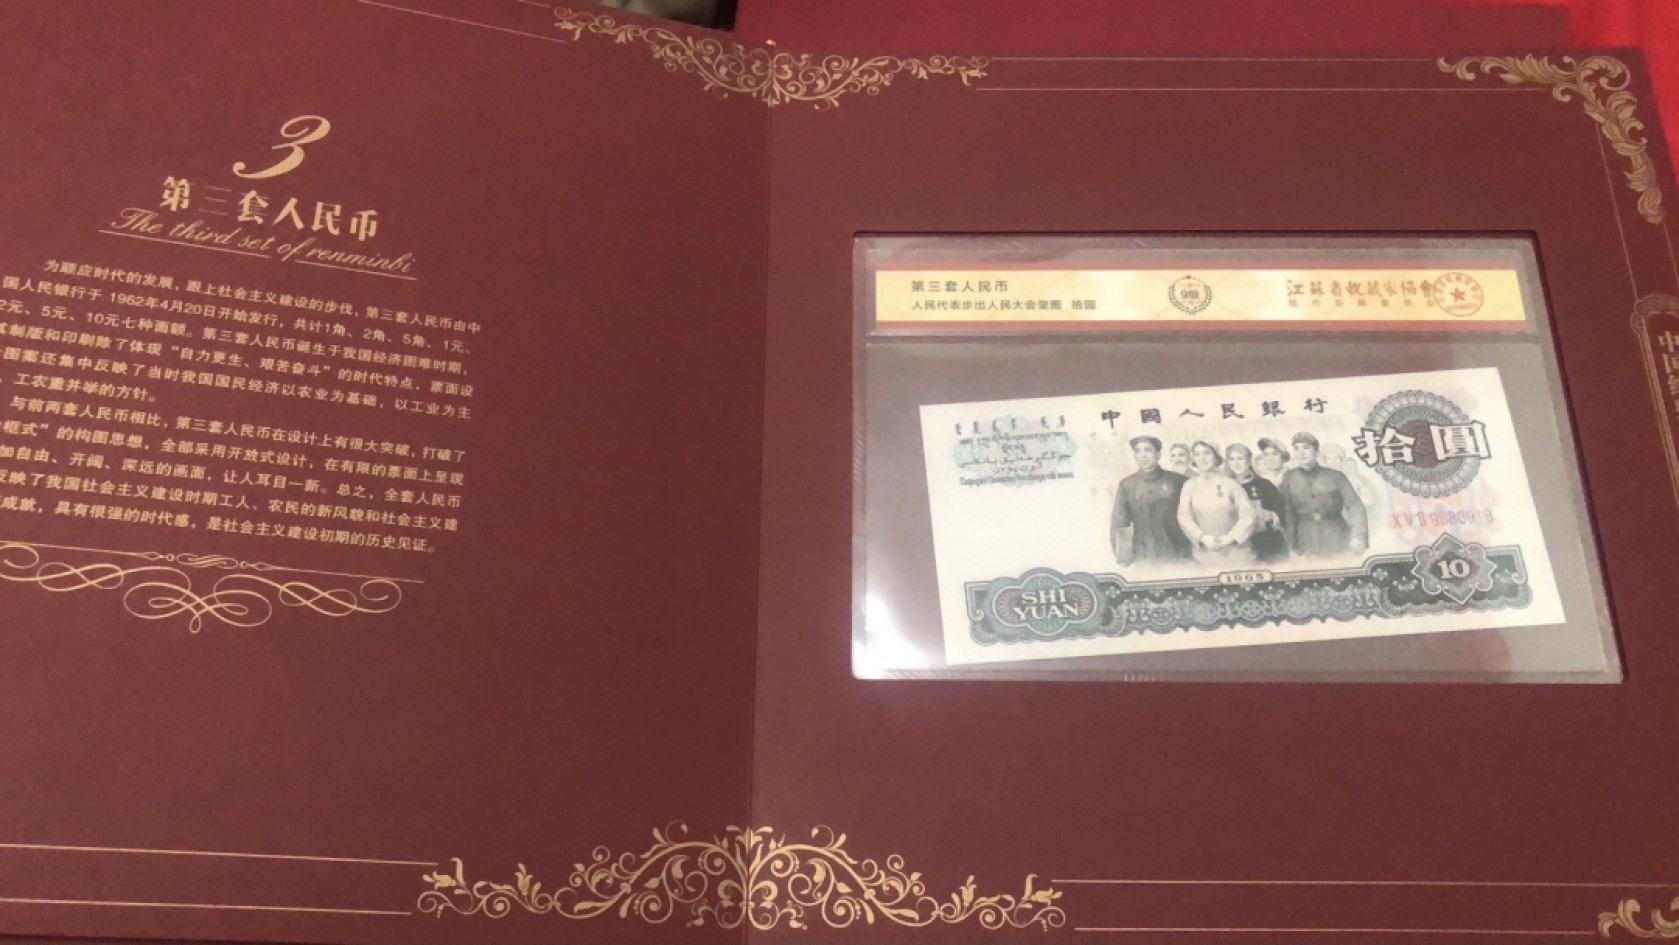 3
第三套人民币
The third set of renminbi
为顺应时代的发展，跟上社会主义建设的步伐，第三套人民币由中
国人民银行于 1962年4月20日开始发行，共计1角、2角、5角、1元、
2元、5元、10元七种面额。第三套人民币诞生于我国经济困难时期，
其制版和印刷除了体现“自力更生、艰苦奋斗”的时代特点，票面设
图案还集中反映了当时我国国民经济以农业为基础，以工业为主
，工农重并举的方针。
与前两套人民币相比，第三套人民币在设计上有很大突破，打破了
框式”的构图思想，全部采用开放式设计，在有限的票面上呈现
加自由、开阔、深远的画面，让人耳目一新。总之，全套人民币
反映了我国社会主义建设时期工人、农民的新风貌和社会主义建
成就，具有很强的时代感，是社会主义建设初期的历史见证。
第三套人民币
人民代表步出人民大会堂图 拾圆
9级
江苏省收藏家协会
中國人民銀行
拾圓
XVII 9680918
1965
SHI
YUAN
10
中国